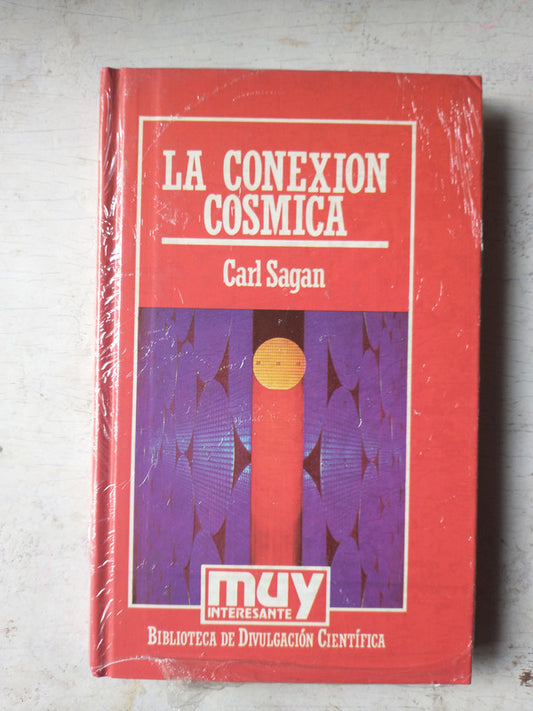 LA CONEXION
COSMICA
Carl Sagan
muy
INTERESANTE
BIBLIOTECA DE DIVULGACIÓN CIENTÍFICA